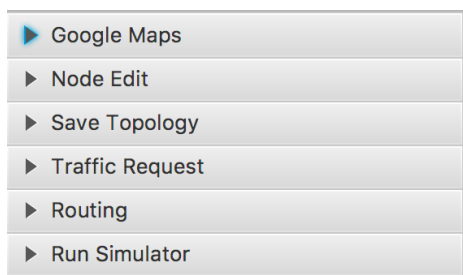 Google Maps
Node Edit
Save Topology
Traffic Request
Routing
Run Simulator